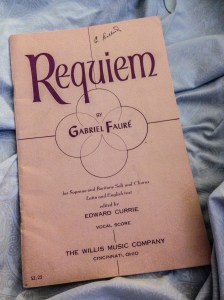 Requiem
BY
GABRIEL FAURÉ
for Soprano and Baritone Soli and Chorus
Latin and English text
edited by
EDWARD CURRIE
VOCAL SCORE
THE WILLIS MUSIC COMPANY
CINCINNATI, OHIO